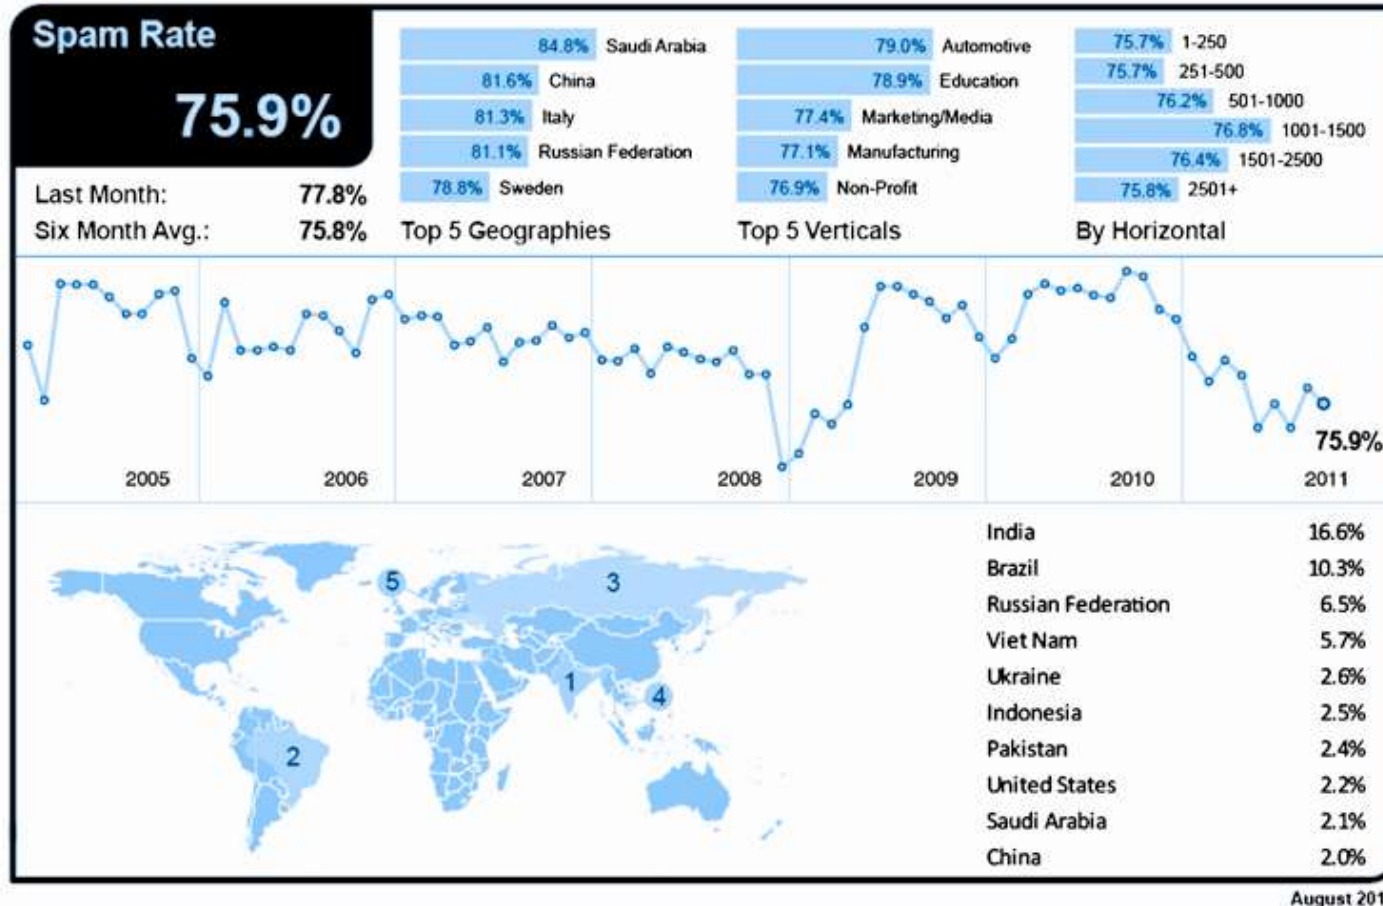 Spam Rate
75.9%
Last Month: 77.8%
Six Month Avg.: 75.8%
84.8% Saudi Arabia
81.6% China
81.3% Italy
81.1% Russian Federation
78.8% Sweden
Top 5 Geographies
79.0% Automotive
78.9% Education
77.4% Marketing/Media
77.1% Manufacturing
76.9% Non-Profit
Top 5 Verticals
75.7% 1-250
75.7% 251-500
76.2% 501-1000
76.8% 1001-1500
76.4% 1501-2500
75.8% 2501+
By Horizontal
75.9%
2005 2006 2007 2008 2009 2010 2011
5
3
1
4
2
India 16.6%
Brazil 10.3%
Russian Federation 6.5%
Viet Nam 5.7%
Ukraine 2.6%
Indonesia 2.5%
Pakistan 2.4%
United States 2.2%
Saudi Arabia 2.1%
China 2.0%
August 201